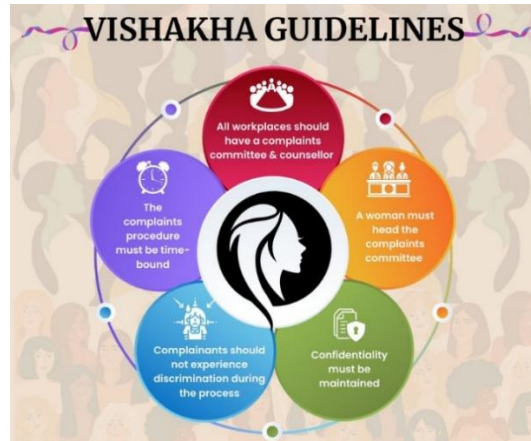 VISHAKHA GUIDELINES
All workplaces should
have a complaints
committee & counsellor
A woman must
head the
complaints
committee
Confidentiality
must be
maintained
Complainants should
not experience
discrimination during
the process
The
complaints
procedure
must be time-
bound